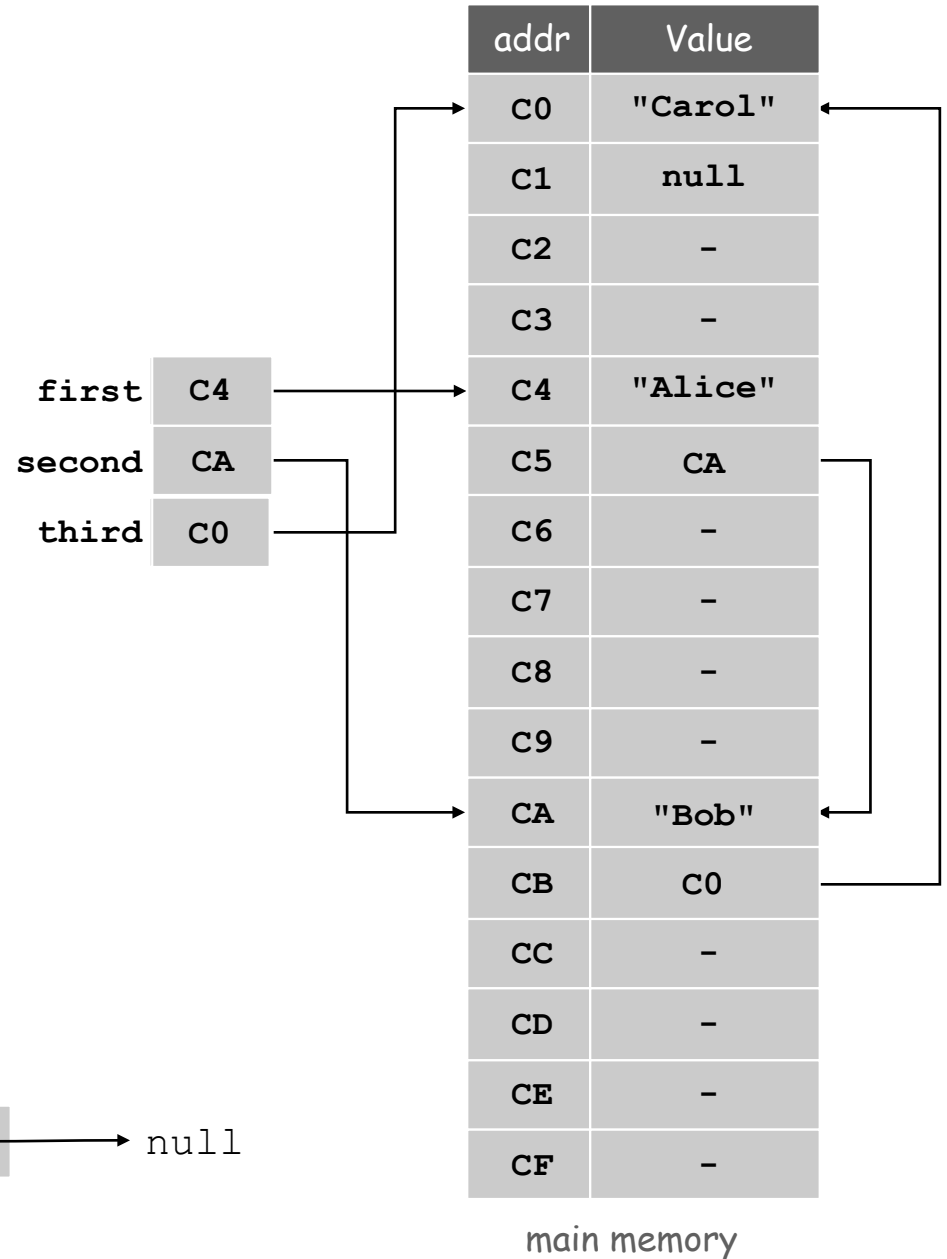 addr Value
C0 "Carol"
C1 null
C2 -
C3 -
first C4 C4 "Alice"
second CA C5 CA
third C0 C6 -
C7 -
C8 -
C9 -
CA "Bob"
CB C0
CC -
CD -
CE -
null
CF -
main memory